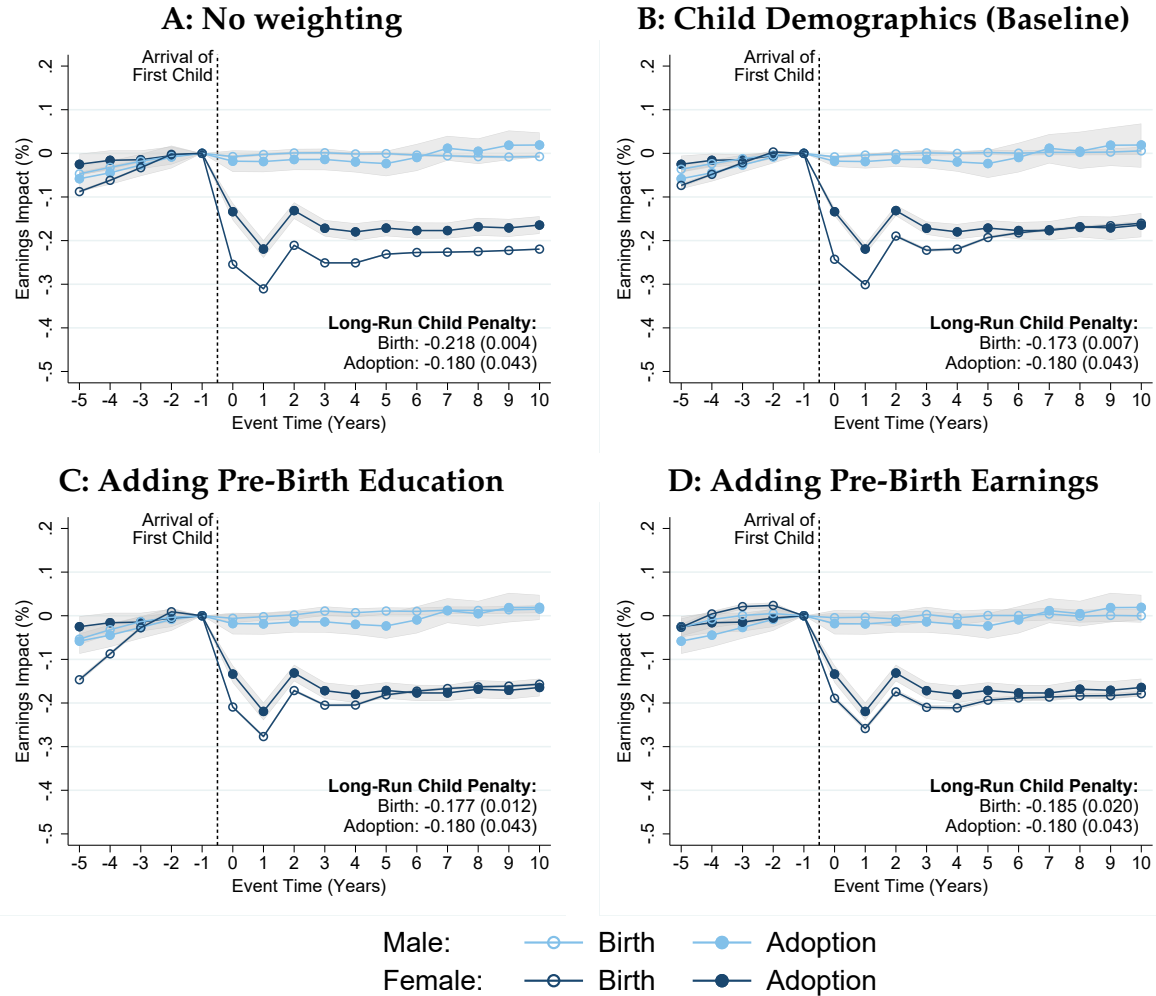 A: No weighting
Arrival of
First Child
Earnings Impact (%)
.2
.1
0
-.1
-.2
-.3
-.4
-.5
Long-Run Child Penalty:
Birth: -0.218 (0.004)
Adoption: -0.180 (0.043)
-5 -4 -3 -2 -1 0 1 2 3 4 5 6 7 8 9 10
Event Time (Years)
B: Child Demographics (Baseline)
Arrival of
First Child
Earnings Impact (%)
.2
.1
0
-.1
-.2
-.3
-.4
-.5
Long-Run Child Penalty:
Birth: -0.173 (0.007)
Adoption: -0.180 (0.043)
-5 -4 -3 -2 -1 0 1 2 3 4 5 6 7 8 9 10
Event Time (Years)
C: Adding Pre-Birth Education
Arrival of
First Child
Earnings Impact (%)
.2
.1
0
-.1
-.2
-.3
-.4
-.5
Long-Run Child Penalty:
Birth: -0.177 (0.012)
Adoption: -0.180 (0.043)
-5 -4 -3 -2 -1 0 1 2 3 4 5 6 7 8 9 10
Event Time (Years)
D: Adding Pre-Birth Earnings
Arrival of
First Child
Earnings Impact (%)
.2
.1
0
-.1
-.2
-.3
-.4
-.5
Long-Run Child Penalty:
Birth: -0.185 (0.020)
Adoption: -0.180 (0.043)
-5 -4 -3 -2 -1 0 1 2 3 4 5 6 7 8 9 10
Event Time (Years)
Male: Birth Adoption
Female: Birth Adoption